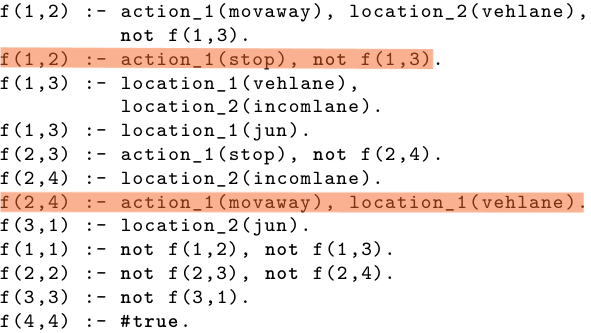 f(1,2) :- action_1(movaway), location_2(vehlane),
not f(1,3).
f(1,2) :- action_1(stop), not f(1,3).
f(1,3) :- location_1(vehlane),
location_2(incomlane).
f(1,3) :- location_1(jun).
f(2,3) :- action_1(stop), not f(2,4).
f(2,4) :- location_2(incomlane).
f(2,4) :- action_1(movaway), location_1(vehlane).
f(3,1) :- location_2(jun).
f(1,1) :- not f(1,2), not f(1,3).
f(2,2) :- not f(2,3), not f(2,4).
f(3,3) :- not f(3,1).
f(4,4) :- #true.